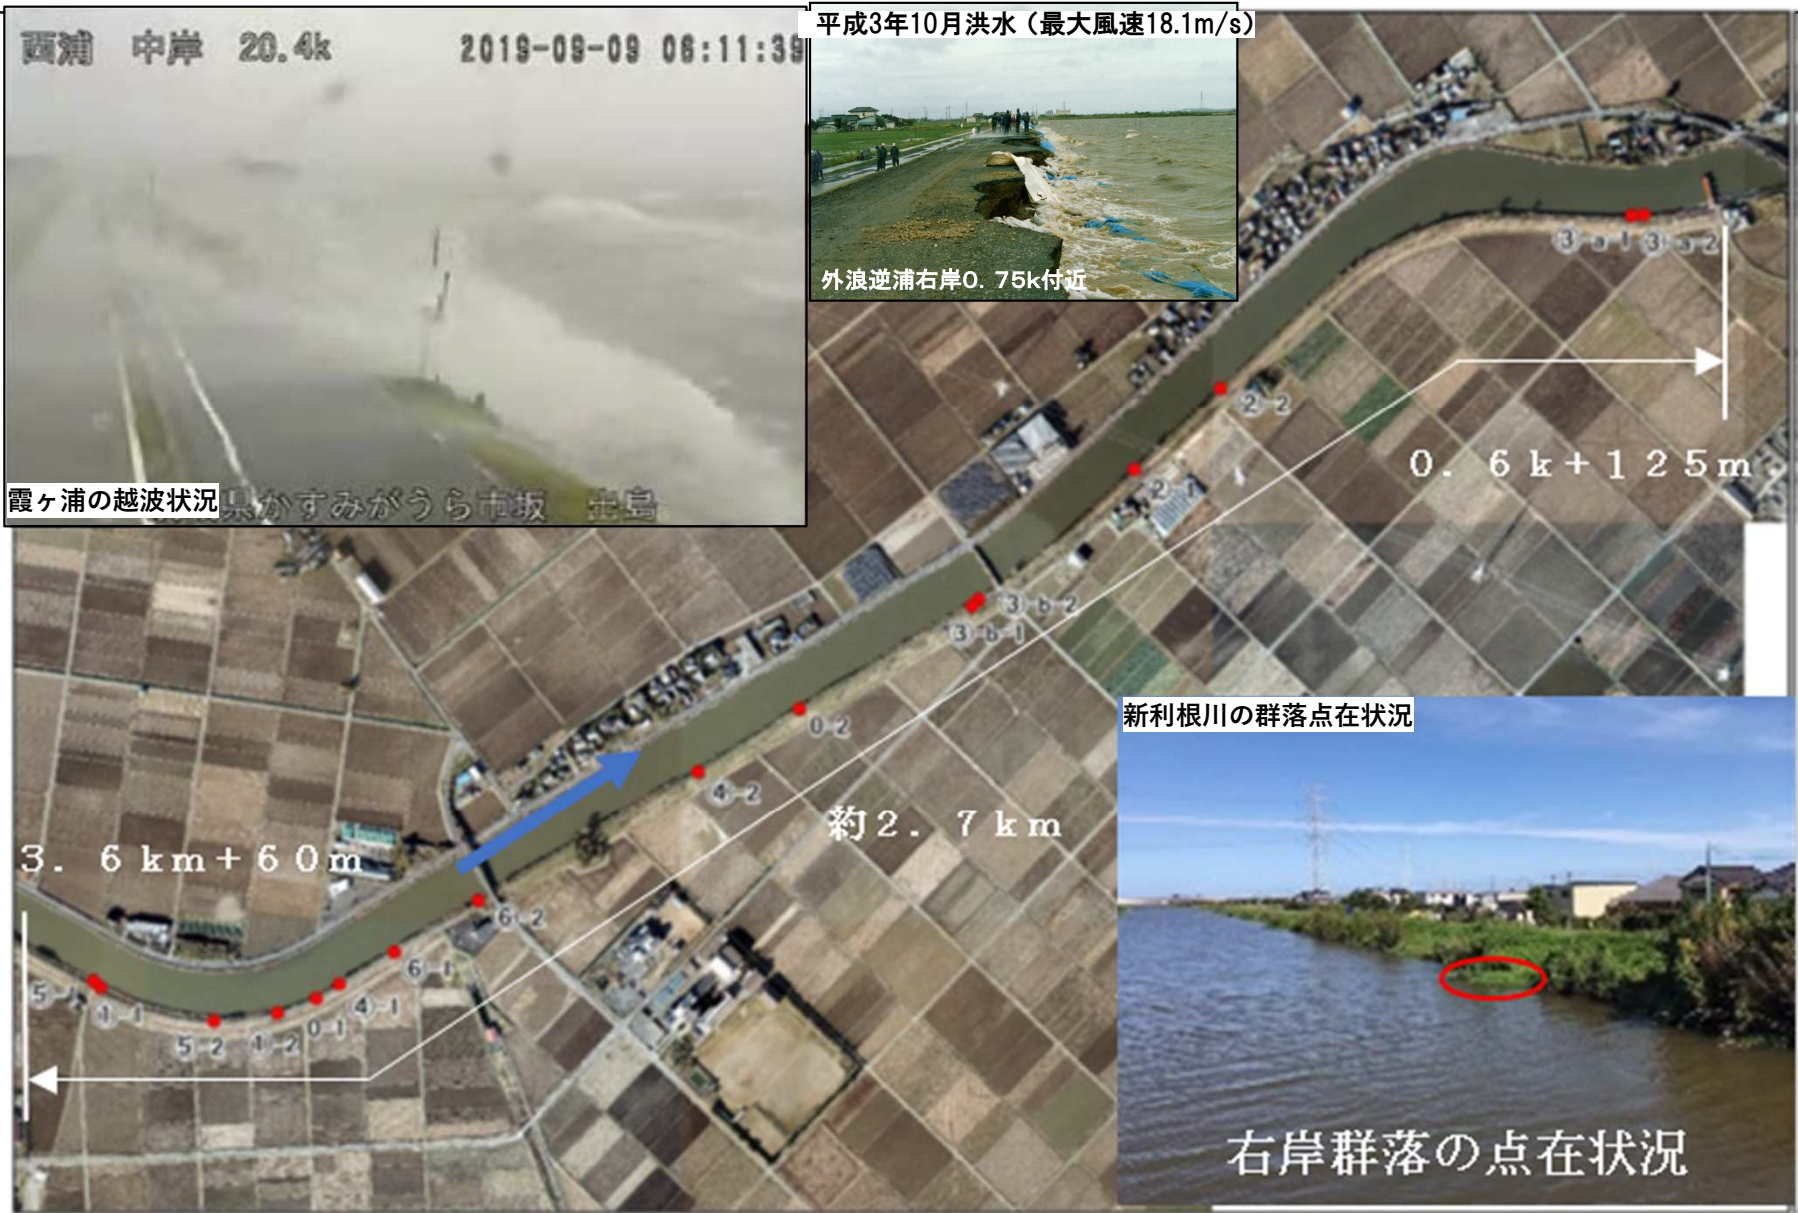 西浦 中岸 20.4k 2019-09-09 06:11:39
県かすみがうら市坂
霞ヶ浦の越波状況
平成3年10月洪水（最大風速18.1m/s）
外浪逆浦右岸0. 75k付近
③-a-1 ③-a-2
②-2
0. 6k+125m
②-1
③-b-2
③-b-1
0-2
④-2
約2. 7km
3. 6km+60m
6-2
6-1
5-1
①-1
4-1
0-1
5-2
新利根川の群落点在状況
右岸群落の点在状況